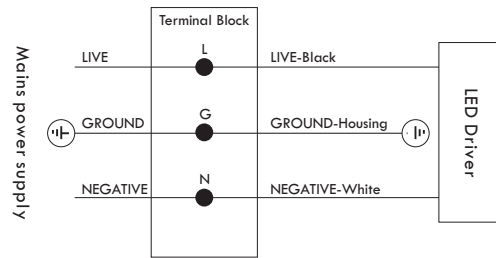 Terminal Block
Mains power supply
LIVE
L
LIVE-Black
GROUND
G
GROUND-Housing
NEGATIVE
N
NEGATIVE-White
LED Driver